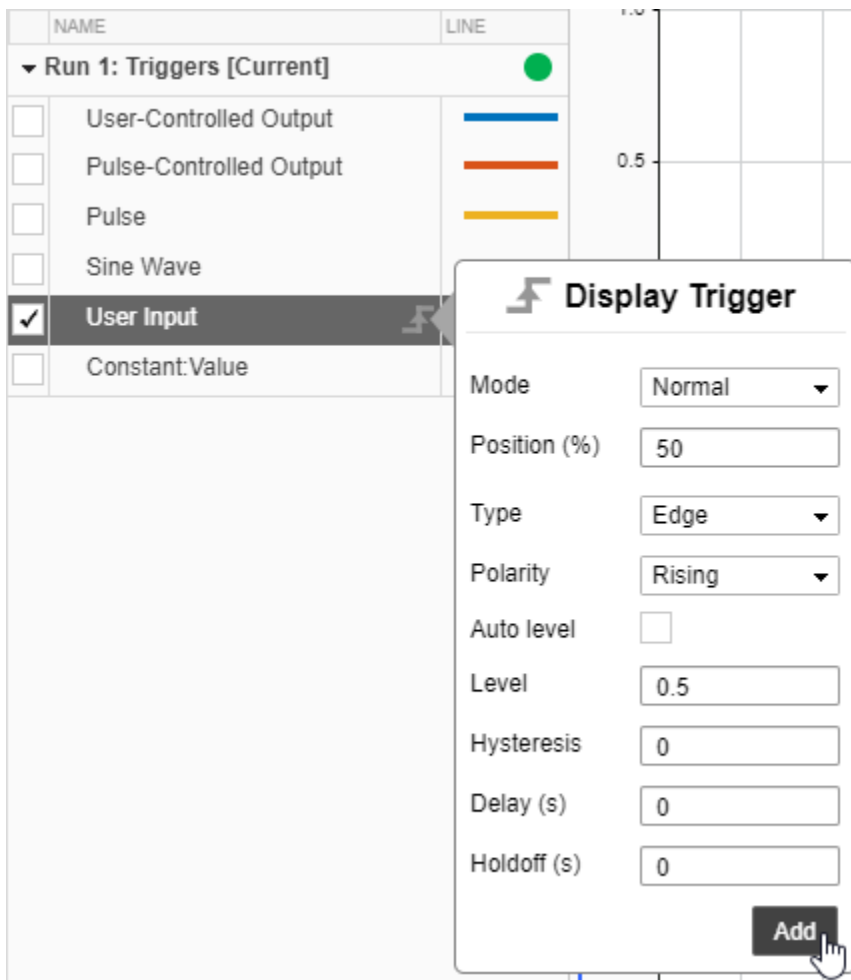 NAME LINE
Run 1: Triggers [Current]
User-Controlled Output
Pulse-Controlled Output
Pulse
Sine Wave
User Input
Constant:Value
0.5
Display Trigger
Mode Normal
Position (%) 50
Type Edge
Polarity Rising
Auto level
Level 0.5
Hysteresis 0
Delay (s) 0
Holdoff (s) 0
Add